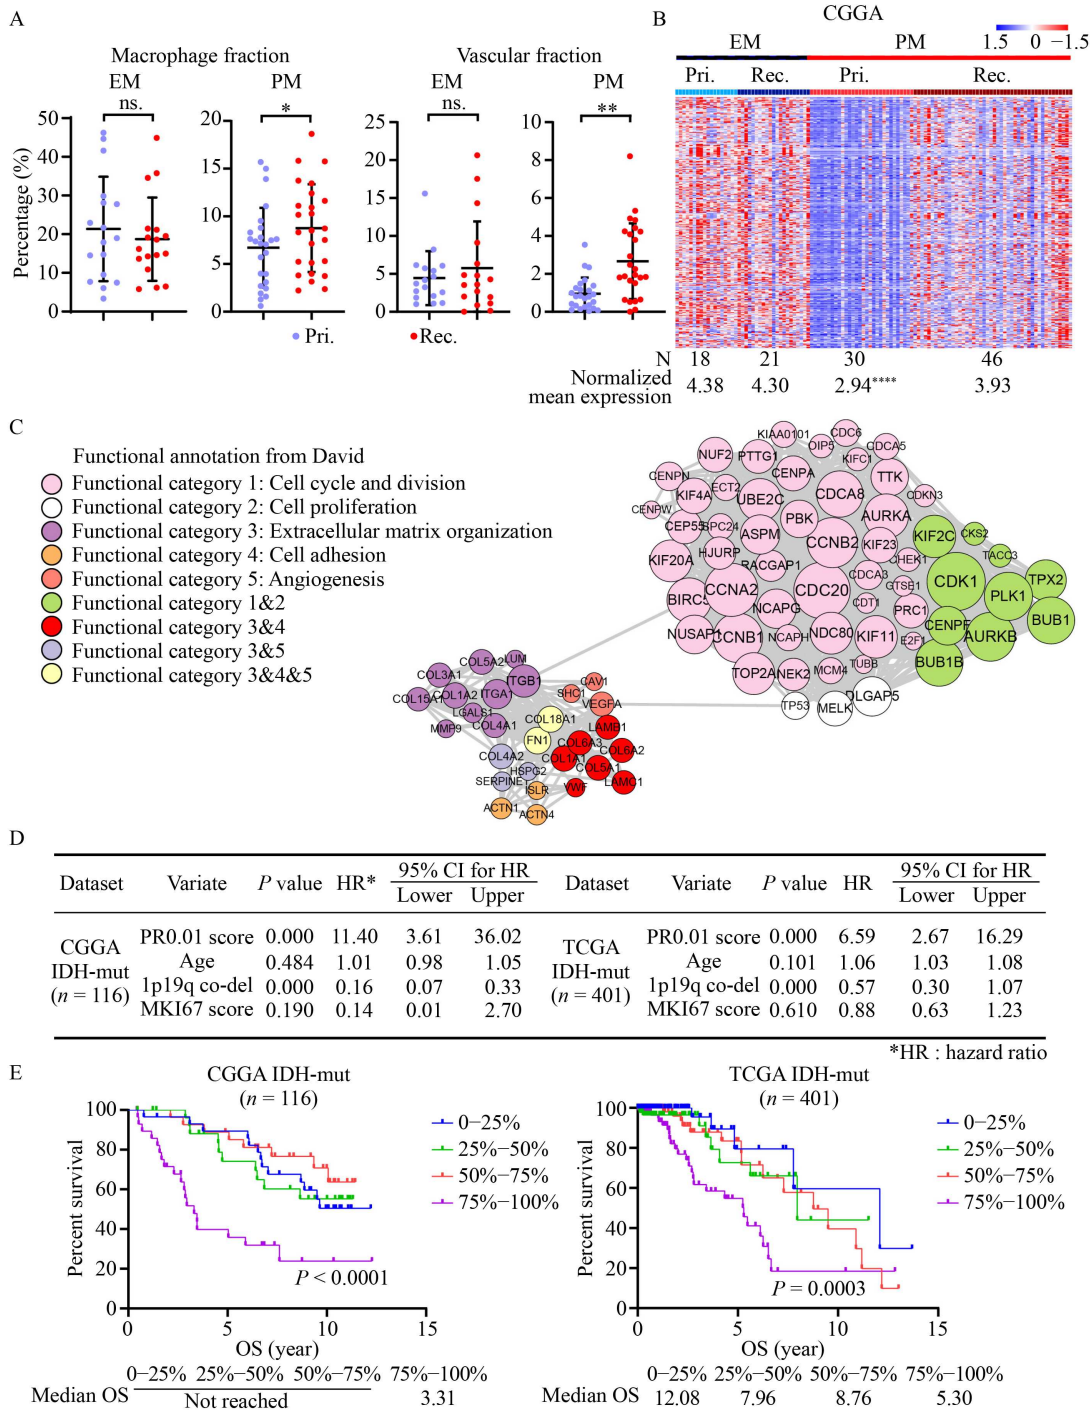 A
Macrophage fraction
Vascular fraction
EM
PM
EM
PM
ns.
*
ns.
**
Percentage (%)
50
40
30
20
10
0
20
15
10
5
0
25
20
15
10
5
0
10
8
6
4
2
0
Pri.
Rec.
B
CGGA
1.5 0 −1.5
EM
PM
Pri. Rec. Pri. Rec.
N 18 21 30 46
Normalized
mean expression 4.38 4.30 2.94**** 3.93
C
Functional annotation from David
Functional category 1: Cell cycle and division
Functional category 2: Cell proliferation
Functional category 3: Extracellular matrix organization
Functional category 4: Cell adhesion
Functional category 5: Angiogenesis
Functional category 1&2
Functional category 3&4
Functional category 3&5
Functional category 3&4&5
KIAA0101
CDC6
OIP5
CDCA5
NUF2
PTTG1
KIFC1
CENPN
ECT2
CENPA
TTK
KIF4A
UBE2C
CDCA8
CDKN3
CENPW
CEP55
SPC24
ASPM
PBK
AURKA
KIF2C
CKS2
CCNB2
KIF23
TACC3
KIF20A
HJURP
RACGAP1
CHEK1
CDCA3
CDK1
TPX2
BIRC5
CCNA2
CDC20
GTSE1
PLK1
NCAPG
CDT1
PRC1
BUB1
NUSAP1
CCNB1
NCAPH
NDC80
KIF11
E2F1
CENPF
AURKB
TOP2A
NEK2
MCM4
TUBB
BUB1B
TP53
MELK
DLGAP5
COL5A2
LUM
COL3A1
ITGB1
COL15A1
COL1A2
ITGA1
CAV1
SHC1
VEGFA
LGALS1
MMP9
COL4A1
COL18A1
LAMB1
FN1
COL6A3
COL6A2
COL4A2
COL1A1
COL5A1
HSPG2
SERPINE1
ISLR
VWF
LAMC1
ACTN1
ACTN4
D
Dataset Variate P value HR* 95% CI for HR Dataset Variate P value HR 95% CI for HR
Lower Upper Lower Upper
CGGA
IDH-mut
(n = 116)
PR0.01 score 0.000 11.40 3.61 36.02
Age 0.484 1.01 0.98 1.05
1p19q co-del 0.000 0.16 0.07 0.33
MKI67 score 0.190 0.14 0.01 2.70
TCGA
IDH-mut
(n = 401)
PR0.01 score 0.000 6.59 2.67 16.29
Age 0.101 1.06 1.03 1.08
1p19q co-del 0.000 0.57 0.30 1.07
MKI67 score 0.610 0.88 0.63 1.23
*HR : hazard ratio
E
CGGA IDH-mut
(n = 116)
Percent survival
100
80
60
40
20
0
0 5 10 15
OS (year)
0−25%
25%−50%
50%−75%
75%−100%
P < 0.0001
0−25% 25%−50% 50%−75% 75%−100%
Median OS Not reached 3.31
TCGA IDH-mut
(n = 401)
Percent survival
100
80
60
40
20
0
0 5 10 15
OS (year)
0−25%
25%−50%
50%−75%
75%−100%
P = 0.0003
0−25% 25%−50% 50%−75% 75%−100%
Median OS 12.08 7.96 8.76 5.30